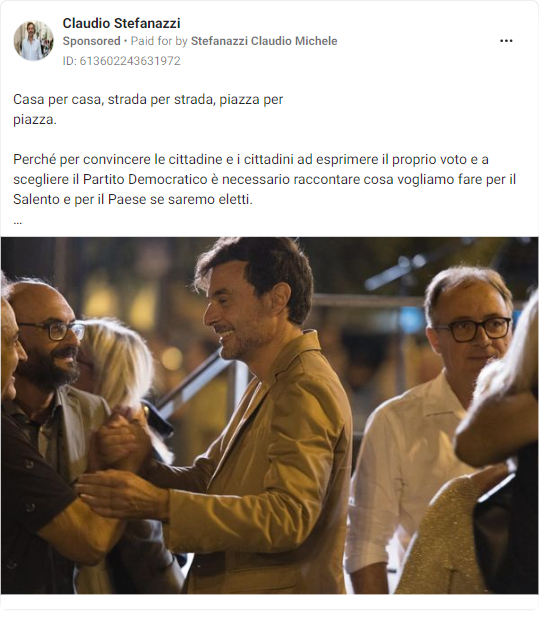 Claudio Stefanazzi
Sponsored • Paid for by Stefanazzi Claudio Michele
ID: 613602243631972
Casa per casa, strada per strada, piazza per
piazza.
Perché per convincere le cittadine e i cittadini ad esprimere il proprio voto e a
scegliere il Partito Democratico è necessario raccontare cosa vogliamo fare per il
Salento e per il Paese se saremo eletti.
...